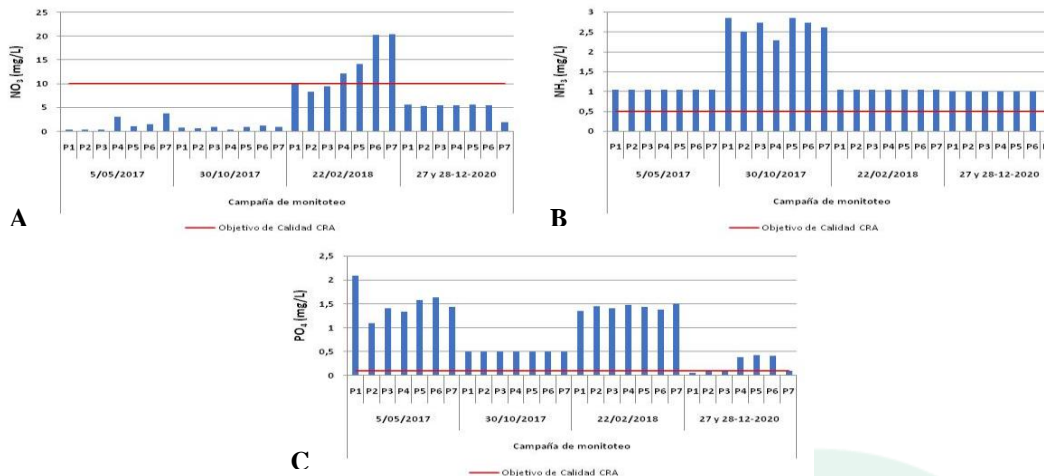 NO₃ (mg/L)
25
20
15
10
5
0
P1 P2 P3 P4 P5 P6 P7 P1 P2 P3 P4 P5 P6 P7 P1 P2 P3 P4 P5 P6 P7 P1 P2 P3 P4 P5 P6 P7
5/05/2017 30/10/2017 22/02/2018 27 y 28-12-2020
Campaña de monitoteo
Objetivo de Calidad CRA
A
NH₃ (mg/L)
3
2,5
2
1,5
1
0,5
0
P1 P2 P3 P4 P5 P6 P7 P1 P2 P3 P4 P5 P6 P7 P1 P2 P3 P4 P5 P6 P7 P1 P2 P3 P4 P5 P6
5/05/2017 30/10/2017 22/02/2018 27 y 28-12-2020
Campaña de monitoteo
Objetivo de Calidad CRA
B
PO₄ (mg/L)
2,5
2
1,5
1
0,5
0
P1 P2 P3 P4 P5 P6 P7 P1 P2 P3 P4 P5 P6 P7 P1 P2 P3 P4 P5 P6 P7 P1 P2 P3 P4 P5 P6 P7
5/05/2017 30/10/2017 22/02/2018 27 y 28-12-2020
Campaña de monitoteo
Objetivo de Calidad CRA
C